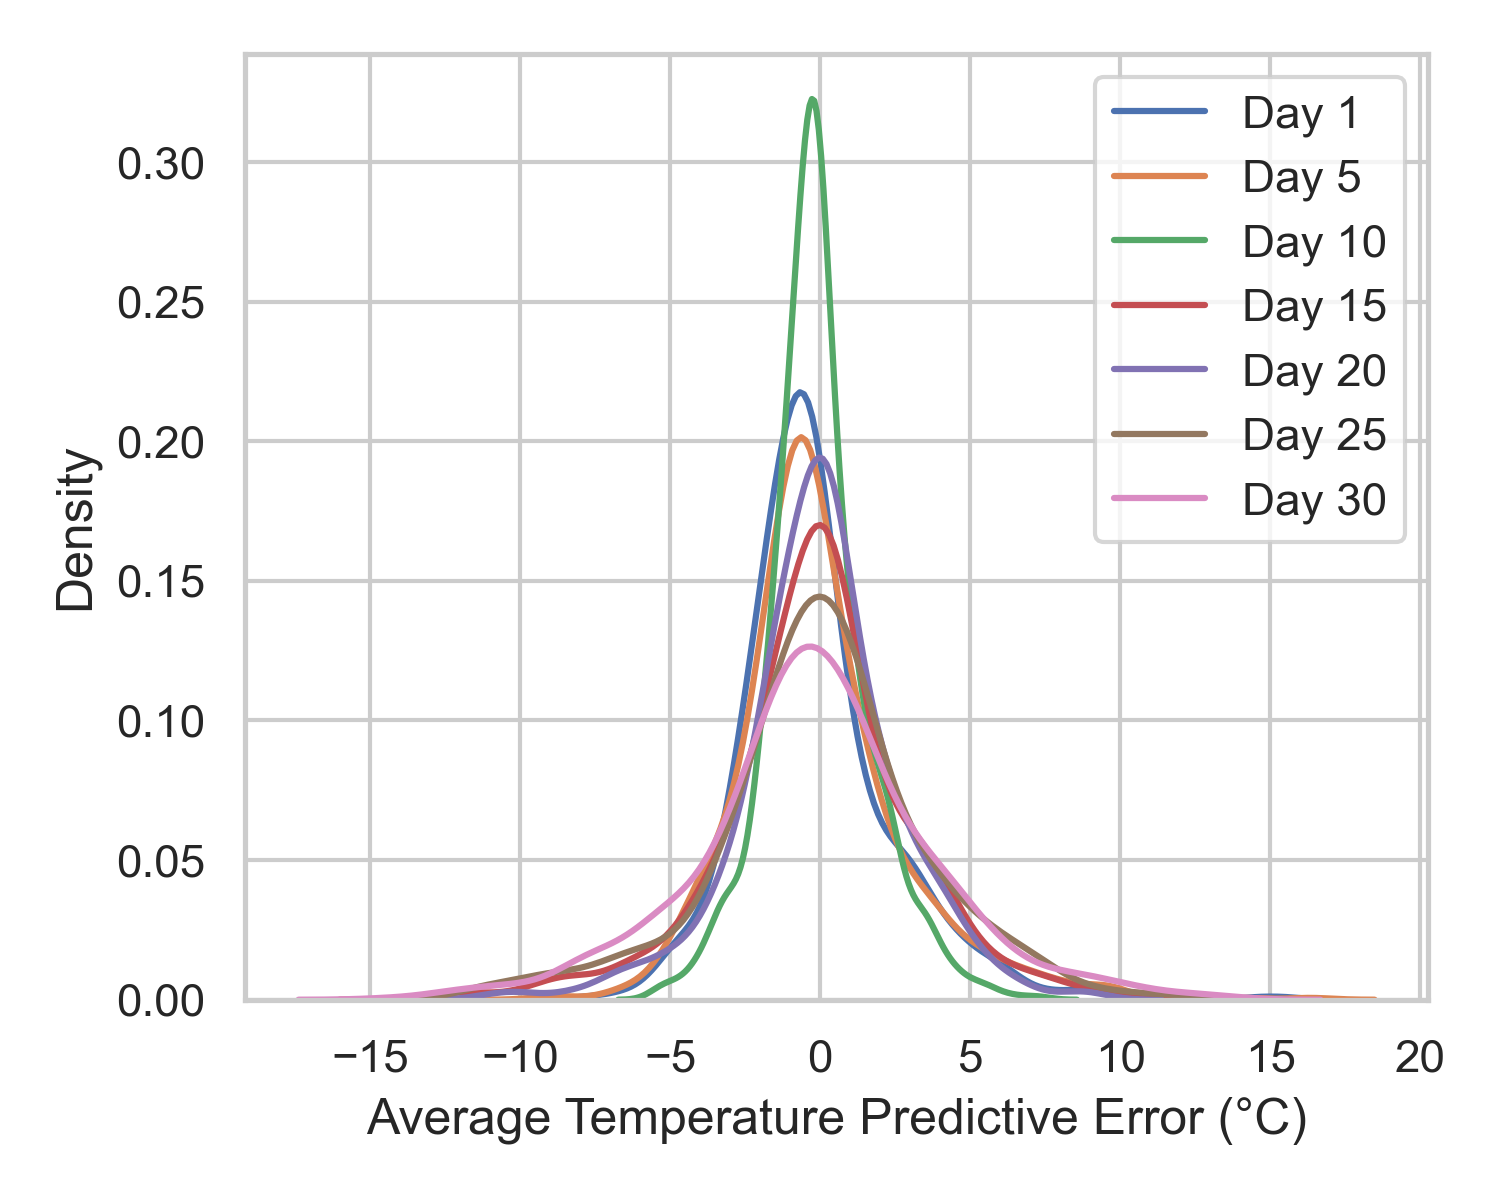 Day 1
Day 5
Day 10
Day 15
Day 20
Day 25
Day 30
Density
0.30
0.25
0.20
0.15
0.10
0.05
0.00
−15 −10 −5 0 5 10 15 20
Average Temperature Predictive Error (°C)